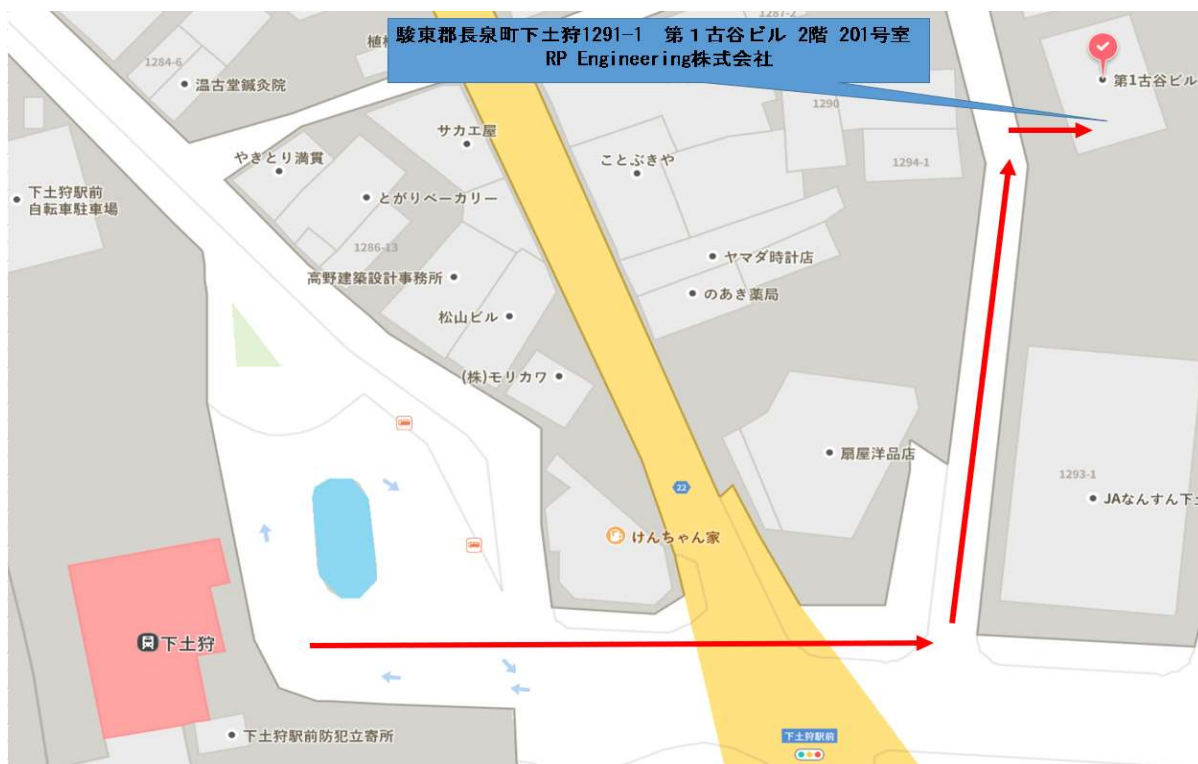 駿東郡長泉町下土狩1291-1 第１古谷ビル 2階 201号室
RP Engineering株式会社
1287-2
1284-6
温古堂鍼灸院
第1古谷ビル
1290
サカエ屋
ことぶきや
やきとり満貫
1294-1
下土狩駅前
自転車駐車場
とがりベーカリー
1286-13
ヤマダ時計店
高野建築設計事務所
のあき薬局
松山ビル
(株)モリカワ
扇屋洋品店
1293-1
22
JAなんすん下土
けんちゃん家
下土狩
下土狩駅前防犯立寄所
下土狩駅前